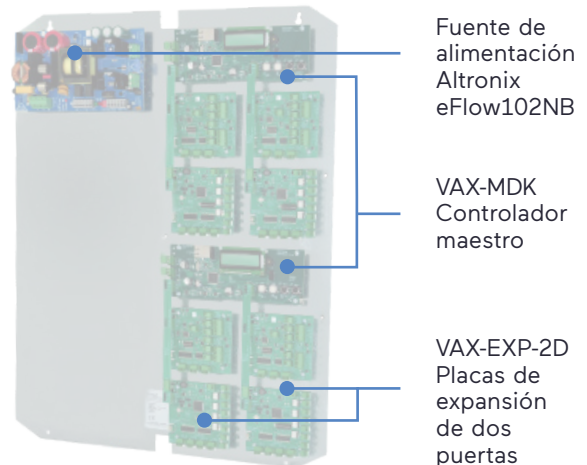 Fuente de
alimentación
Altronix
eFlow102NB
VAX-MDK
Controlador
maestro
VAX-EXP-2D
Placas de
expansión
de dos
puertas